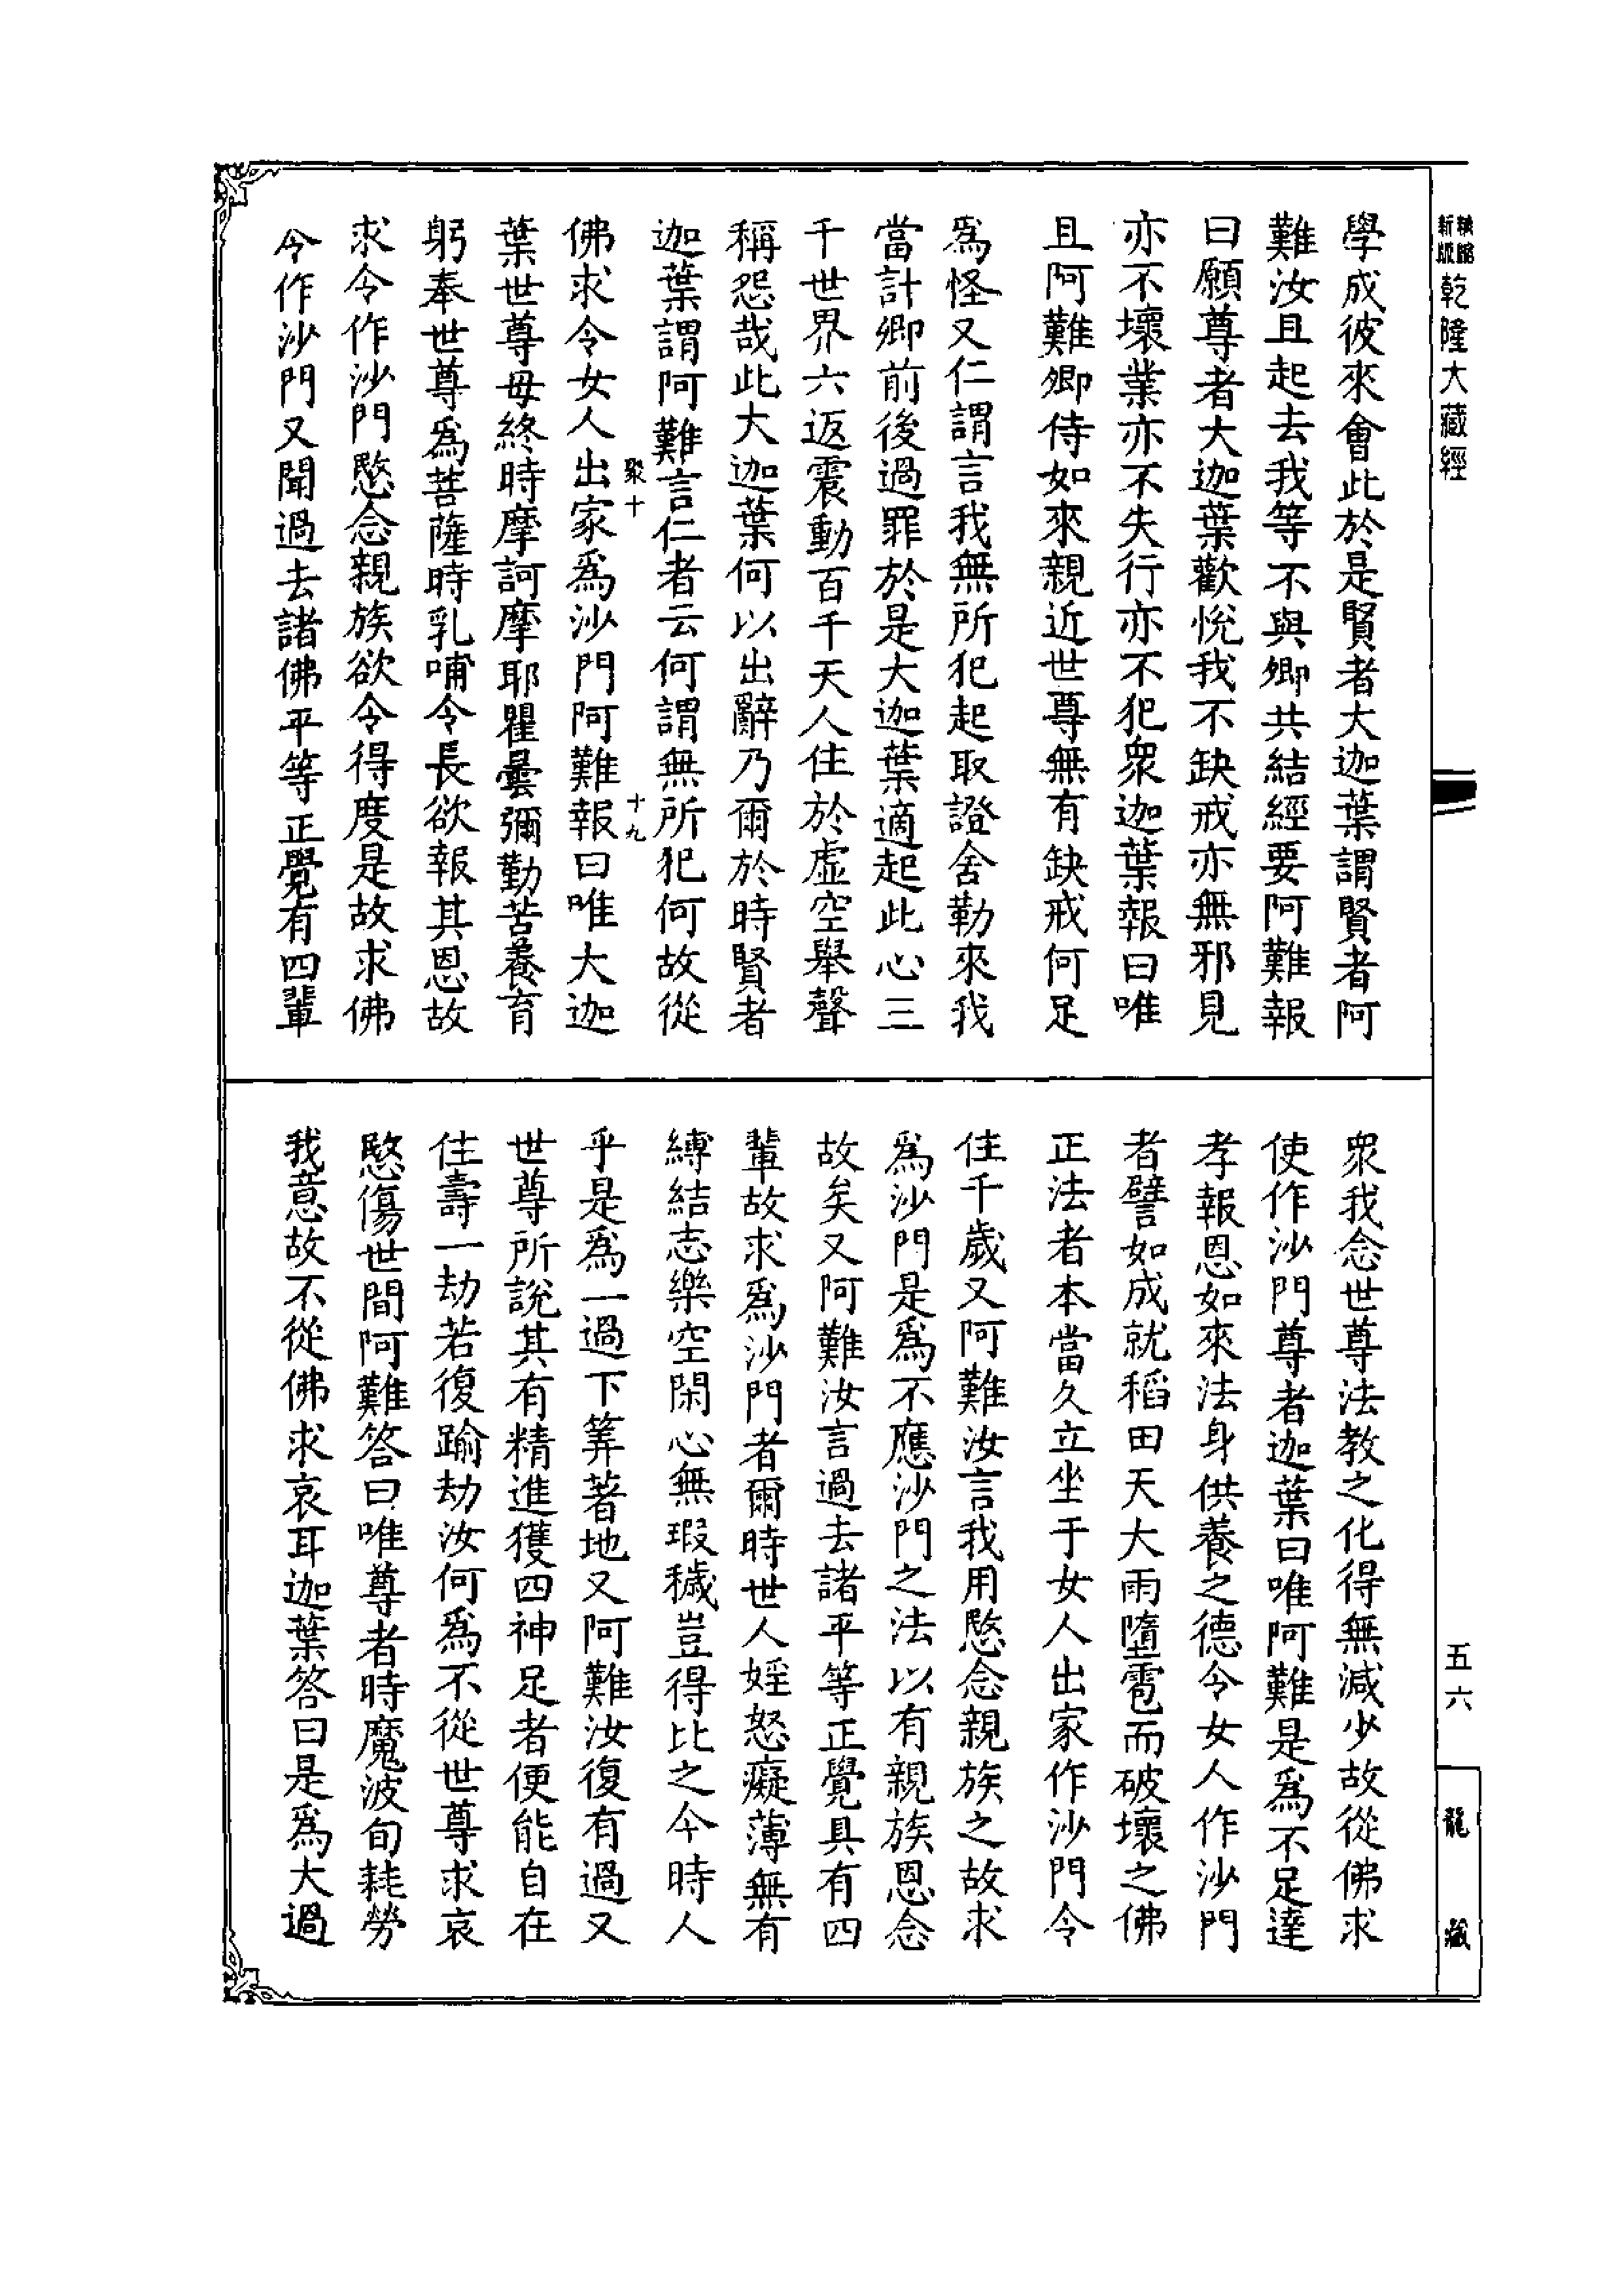 新版
乾隆大藏經
學成彼來會此於是賢者大迦葉謂賢者阿
難汝且起去我等不與卿共結經要阿難報
曰願尊者大迦葉歡悅我不缺戒亦無邪見
亦不壞業亦不失行亦不犯衆迦葉報曰唯
且阿難卿侍如來親近世尊無有缺戒何足
爲怪又仁謂言我無所犯起取證舍勒來我
當計卿前後過罪於是大迦葉適起此心三
千世界六返震動百千天人住於虛空舉聲
稱怨哉此大迦葉何以出辭乃爾於時賢者
迦葉謂阿難言仁者云何謂無所犯何故從
聚十
十九
佛求令女人出家爲沙門阿難報曰唯大迦
葉世尊母終時摩訶摩耶瞿曇彌勤苦養育
躬奉世尊爲菩薩時乳哺令長欲報其恩故
求令作沙門愍念親族欲令得度是故求佛
令作沙門又聞過去諸佛平等正覺有四輩
衆我念世尊法教之化得無減少故從佛求
使作沙門尊者迦葉曰唯阿難是爲不足達
孝報恩如來法身供養之德令女人作沙門
者譬如成就稻田天大雨墮雹而破壞之佛
正法者本當久立坐于女人出家作沙門令
住千歲又阿難汝言我用愍念親族之故求
爲沙門是爲不應沙門之法以有親族恩念
故矣又阿難汝言過去諸平等正覺具有四
輩故求爲沙門者爾時世人婬怒癡薄無有
縛結志樂空閑心無瑕穢豈得比之今時人
乎是爲一過下筭著地又阿難汝復有過又
世尊所說其有精進獲四神足者便能自在
住壽一劫若復踰劫汝何爲不從世尊求哀
愍傷世間阿難答曰唯尊者時魔波旬耗勞
我意故不從佛求哀耳迦葉答曰是爲大過
五六
龍藏